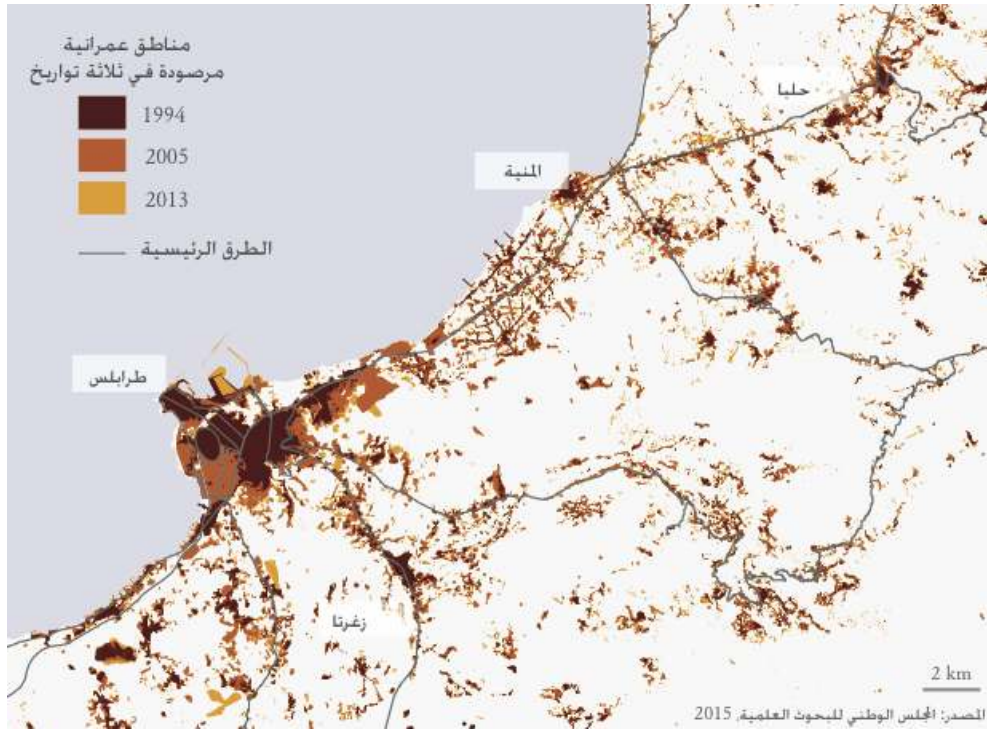 مناطق عمرانية
مرصودة في ثلاثة تواريخ
1994
2005
2013
الطرق الرئيسية
حلبا
المنية
طرابلس
زغرتا
2 km
المصدر: المجلس الوطني للبحوث العلمية, 2015